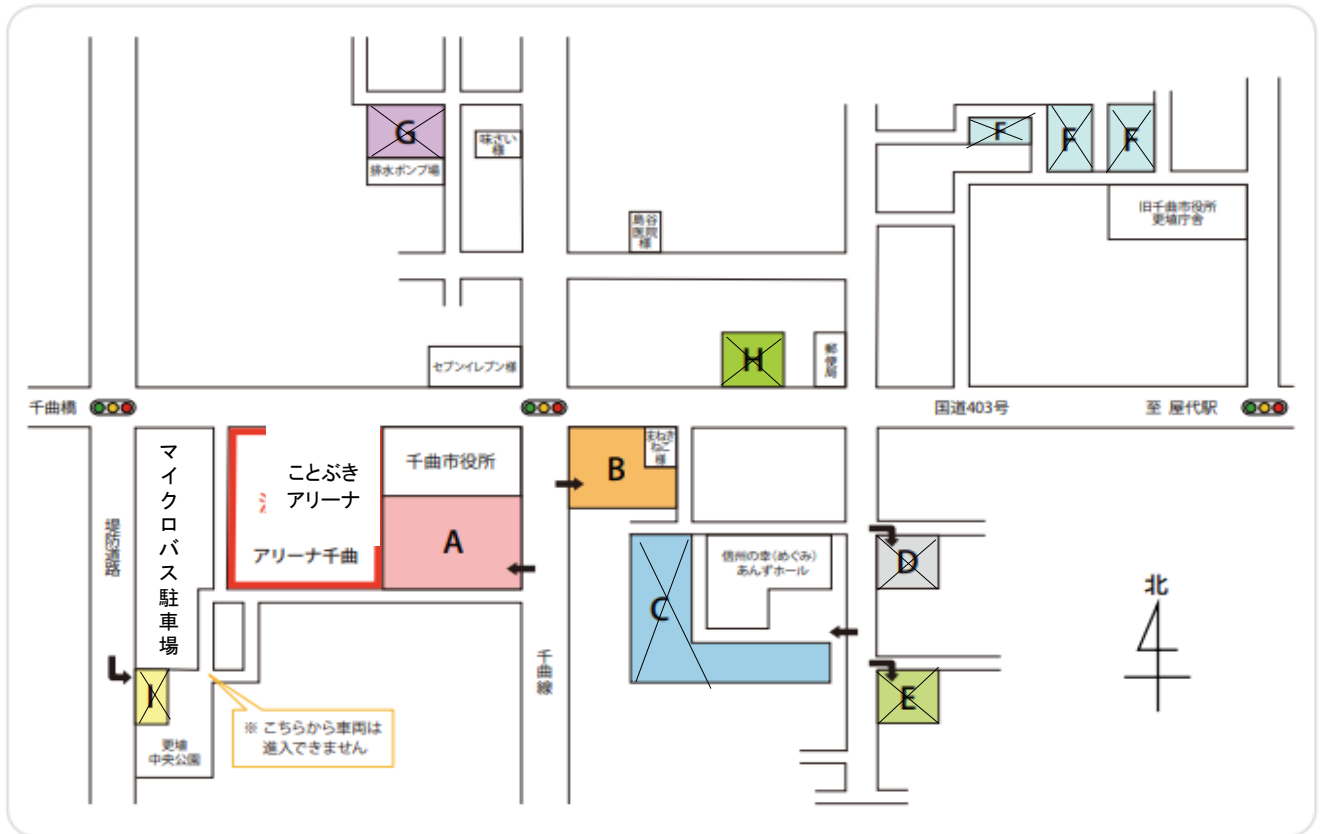 G
排水ポンプ場
味さい
様
島谷
医院
様
F
F
F
旧千曲市役所
更埴庁舎
セブンイレブン様
H
郵便局
千曲橋
国道403号
至 屋代駅
マイクロバス駐車場
ことぶき
アリーナ
アリーナ千曲
千曲市役所
A
B
まねき
ねこ
様
堤防道路
C
信州の幸(めぐみ)
あんずホール
D
E
北
千曲線
I
更埴
中央公園
※ こちらから車両は
進入できません